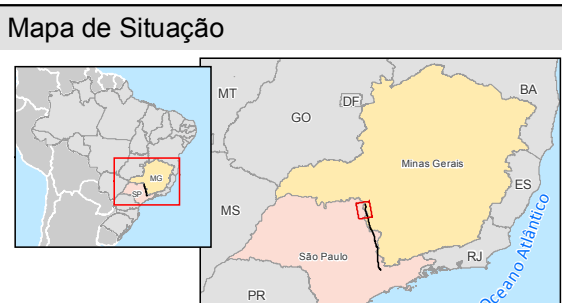 Mapa de Situação
MG
SP
MT
GO
DF
BA
Minas Gerais
ES
MS
São Paulo
RJ
PR
Oceano Atlântico